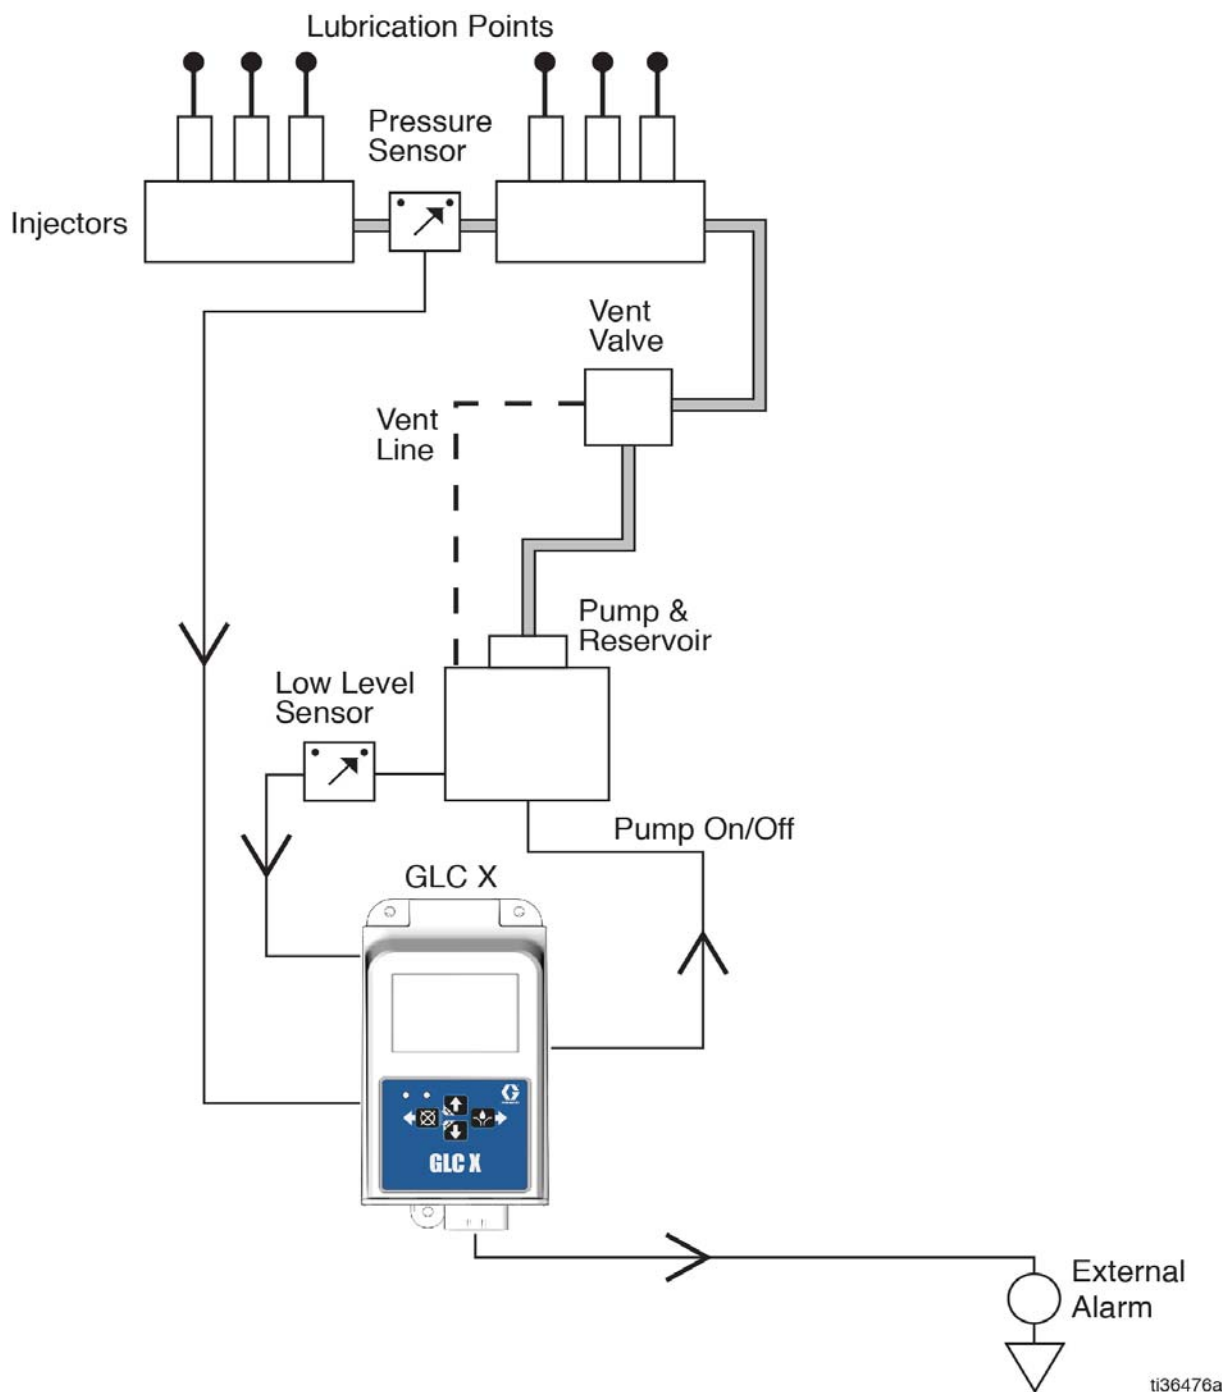 Lubrication Points
Pressure
Sensor
Injectors
Vent
Valve
Vent
Line
Pump &
Reservoir
Low Level
Sensor
Pump On/Off
GLC X
GLC X
External
Alarm
ti36476a